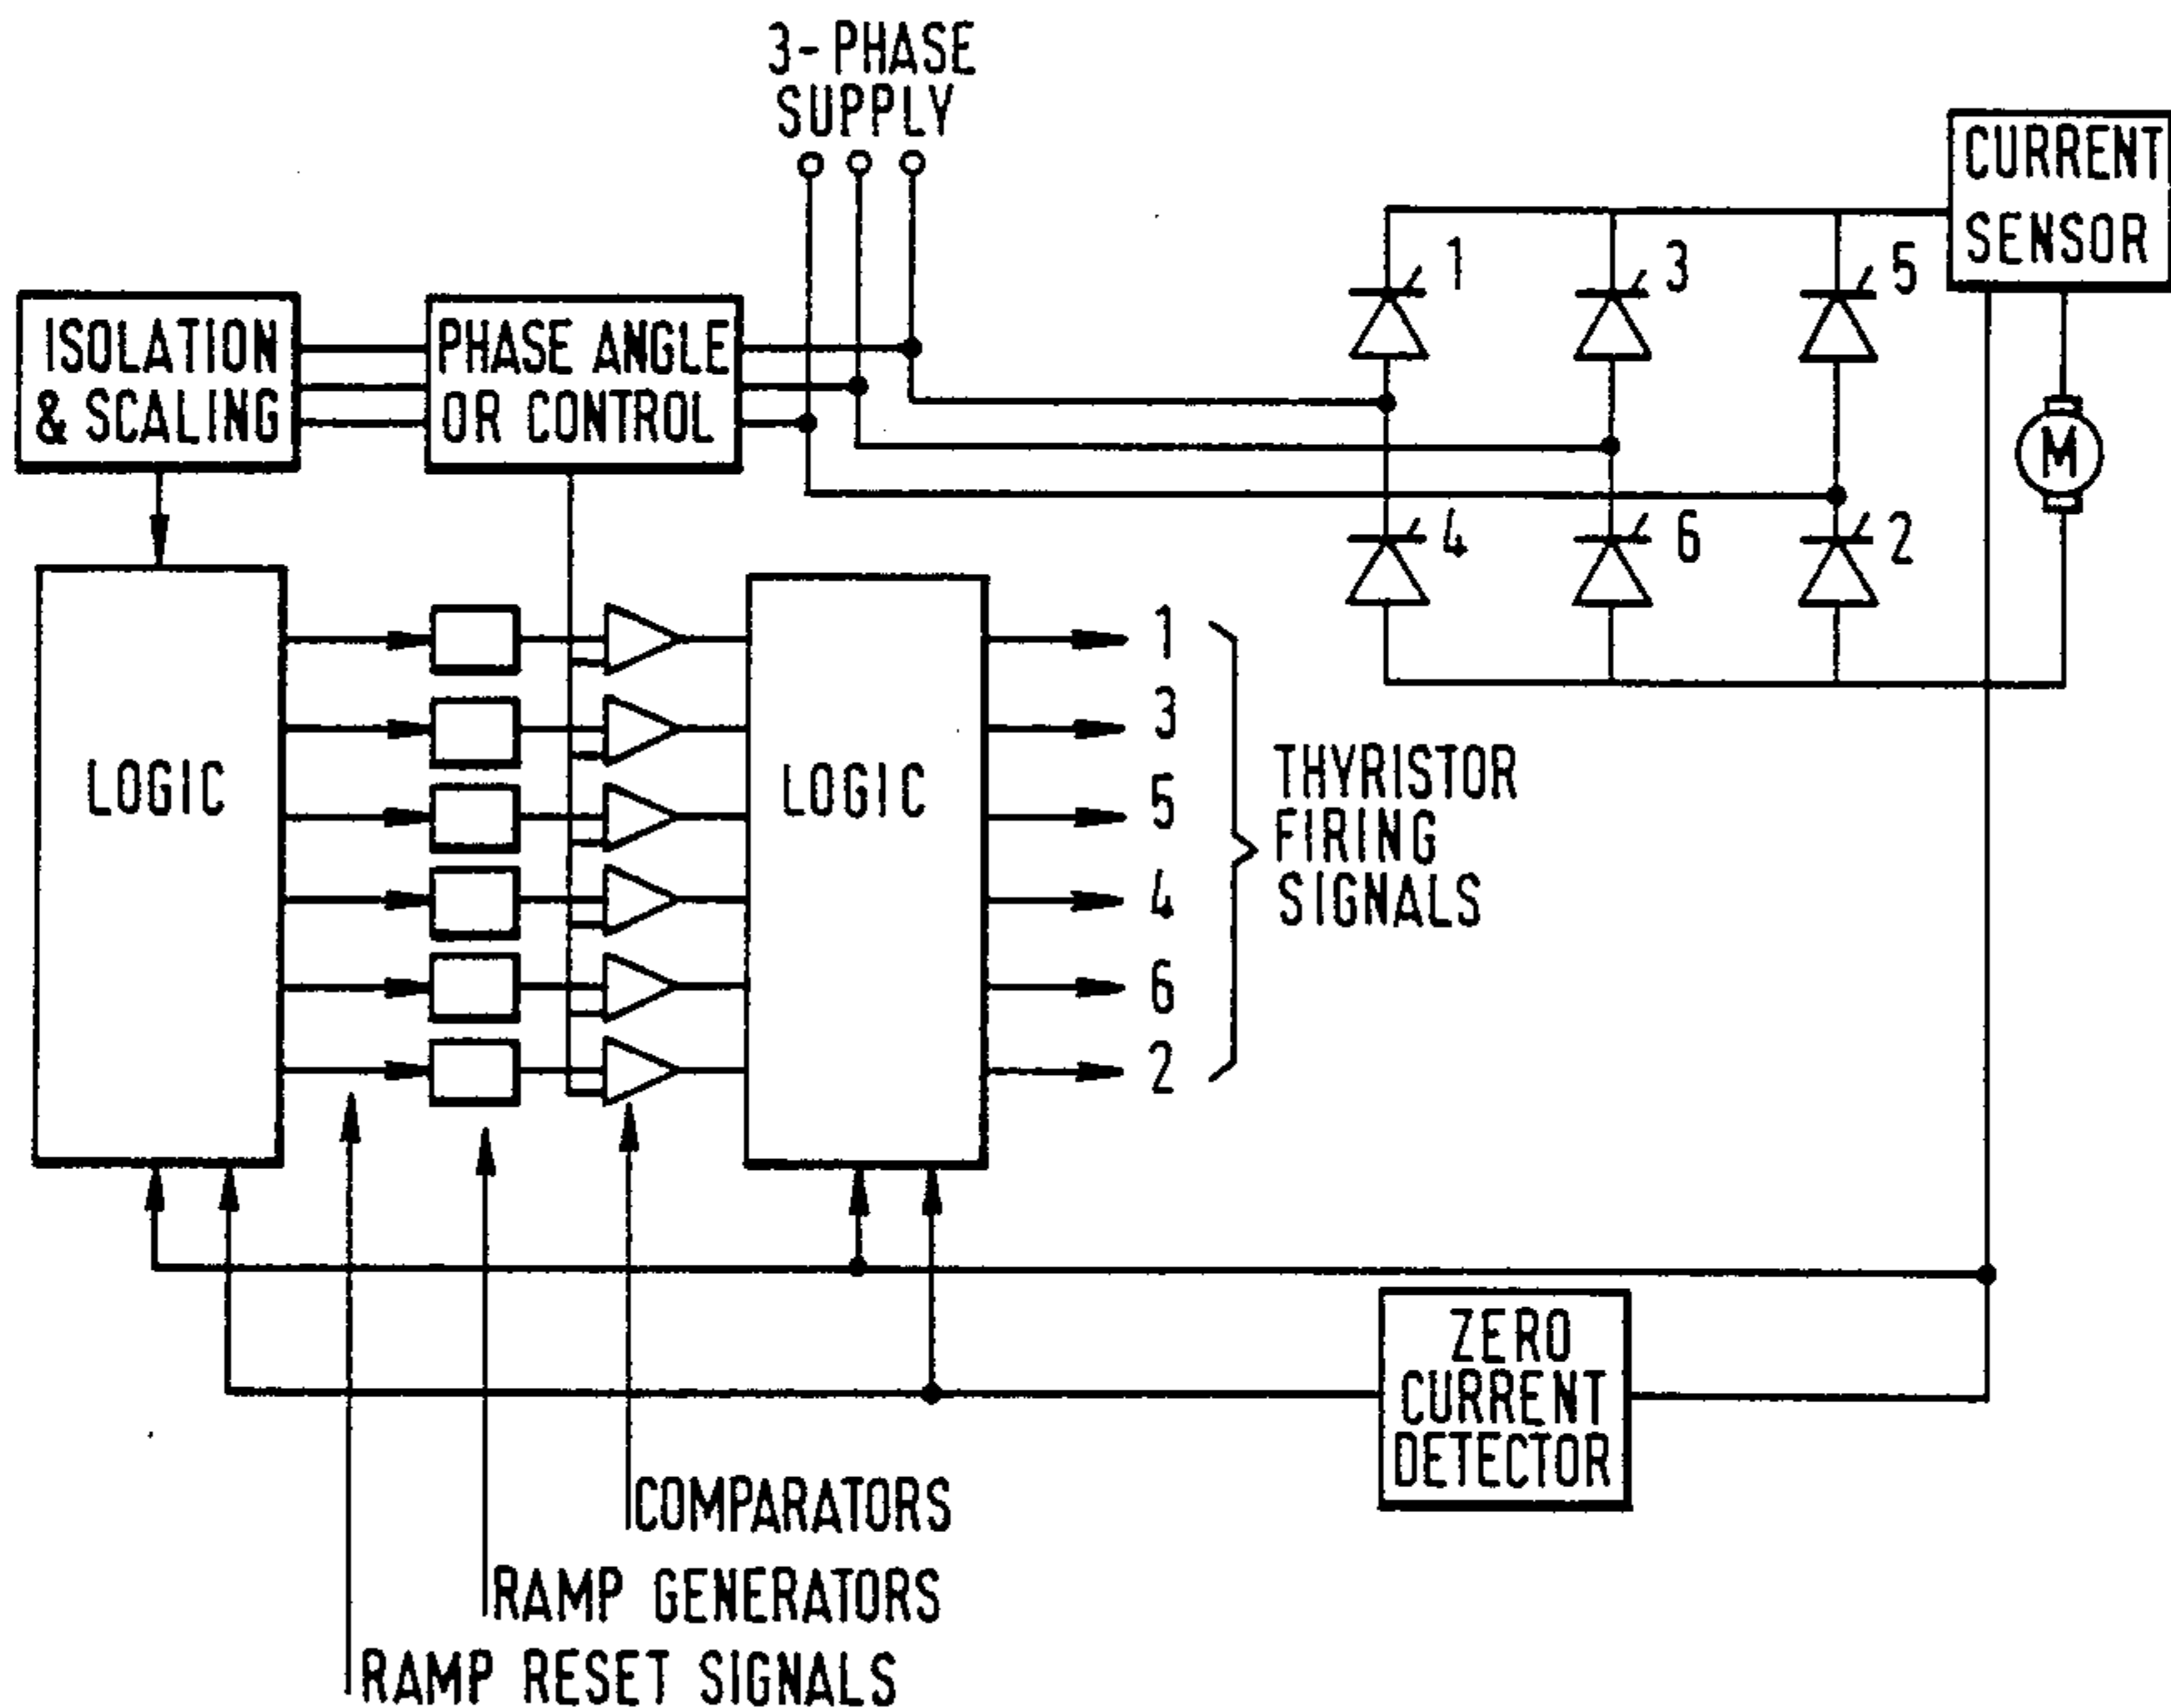 3-PHASE
SUPPLY
CURRENT
SENSOR
1
3
5
ISOLATION
& SCALING
PHASE ANGLE
OR CONTROL
M
4
6
2
LOGIC
LOGIC
1
3
5
4
6
2
THYRISTOR
FIRING
SIGNALS
ZERO
CURRENT
DETECTOR
COMPARATORS
RAMP GENERATORS
RAMP RESET SIGNALS